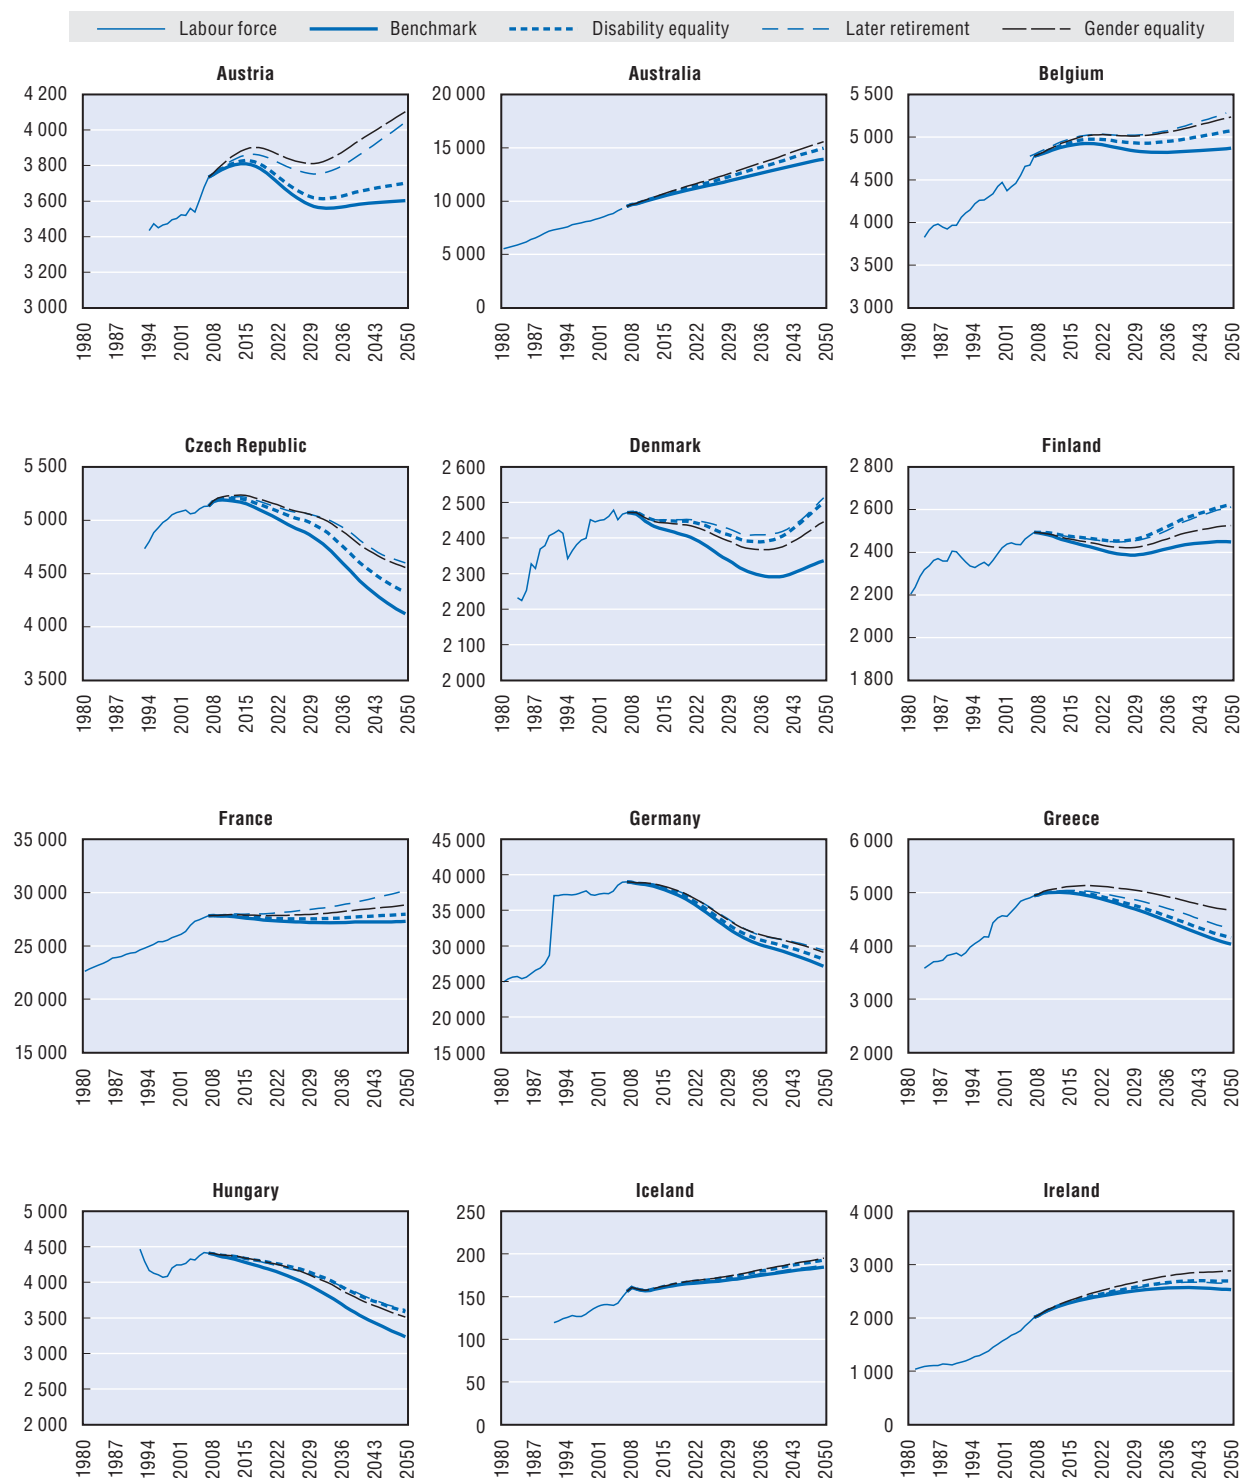 Labour force Benchmark Disability equality Later retirement Gender equality
Austria
4 200
4 000
3 800
3 600
3 400
3 200
3 000
1980 1987 1994 2001 2008 2015 2022 2029 2036 2043 2050
Australia
20 000
15 000
10 000
5 000
0
1980 1987 1994 2001 2008 2015 2022 2029 2036 2043 2050
Belgium
5 500
5 000
4 500
4 000
3 500
3 000
1980 1987 1994 2001 2008 2015 2022 2029 2036 2043 2050
Czech Republic
5 500
5 000
4 500
4 000
3 500
1980 1987 1994 2001 2008 2015 2022 2029 2036 2043 2050
Denmark
2 600
2 500
2 400
2 300
2 200
2 100
2 000
1980 1987 1994 2001 2008 2015 2022 2029 2036 2043 2050
Finland
2 800
2 600
2 400
2 200
2 000
1 800
1980 1987 1994 2001 2008 2015 2022 2029 2036 2043 2050
France
35 000
30 000
25 000
20 000
15 000
1980 1987 1994 2001 2008 2015 2022 2029 2036 2043 2050
Germany
45 000
40 000
35 000
30 000
25 000
20 000
15 000
1980 1987 1994 2001 2008 2015 2022 2029 2036 2043 2050
Greece
6 000
5 000
4 000
3 000
2 000
1980 1987 1994 2001 2008 2015 2022 2029 2036 2043 2050
Hungary
5 000
4 500
4 000
3 500
3 000
2 500
2 000
1980 1987 1994 2001 2008 2015 2022 2029 2036 2043 2050
Iceland
250
200
150
100
50
0
1980 1987 1994 2001 2008 2015 2022 2029 2036 2043 2050
Ireland
4 000
3 000
2 000
1 000
0
1980 1987 1994 2001 2008 2015 2022 2029 2036 2043 2050